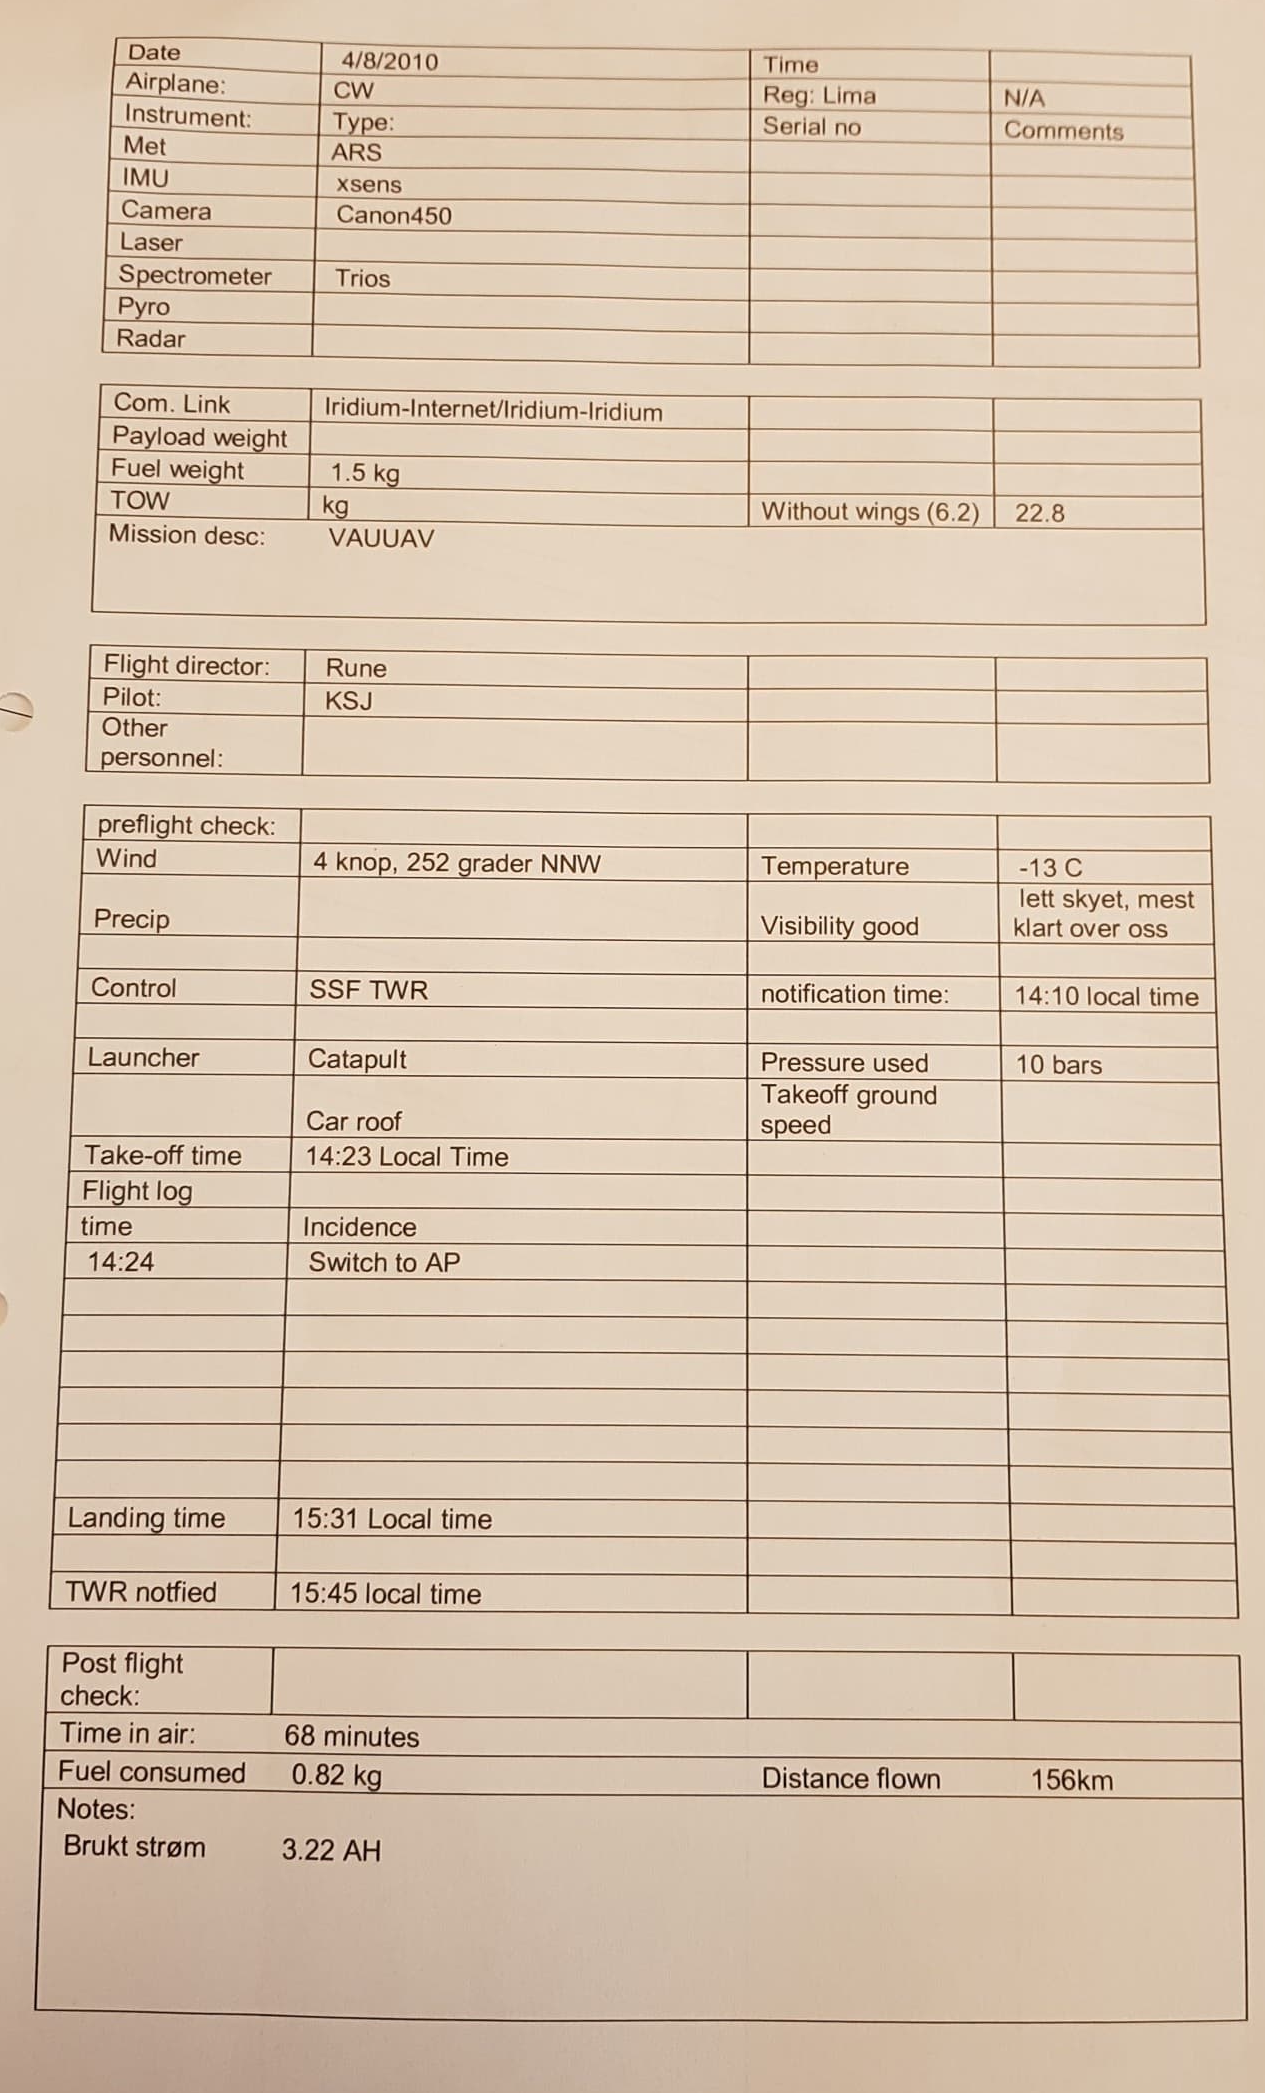 Date 4/8/2010 Time
Airplane: CW Reg: Lima N/A
Instrument: Type: Serial no Comments
Met ARS
IMU xsens
Camera Canon450
Laser
Spectrometer Trios
Pyro
Radar
Com. Link Iridium-Internet/Iridium-Iridium
Payload weight
Fuel weight 1.5 kg
TOW kg Without wings (6.2) 22.8
Mission desc: VAUUAV
Flight director: Rune
Pilot: KSJ
Other
personnel:
preflight check:
Wind 4 knop, 252 grader NNW Temperature -13 C
lett skyet, mest
Precip Visibility good klart over oss
Control SSF TWR notification time: 14:10 local time
Launcher Catapult Pressure used 10 bars
Takeoff ground
Car roof speed
Take-off time 14:23 Local Time
Flight log
time Incidence
14:24 Switch to AP
Landing time 15:31 Local time
TWR notfied 15:45 local time
Post flight
check:
Time in air: 68 minutes
Fuel consumed 0.82 kg Distance flown 156km
Notes:
Brukt strøm 3.22 AH